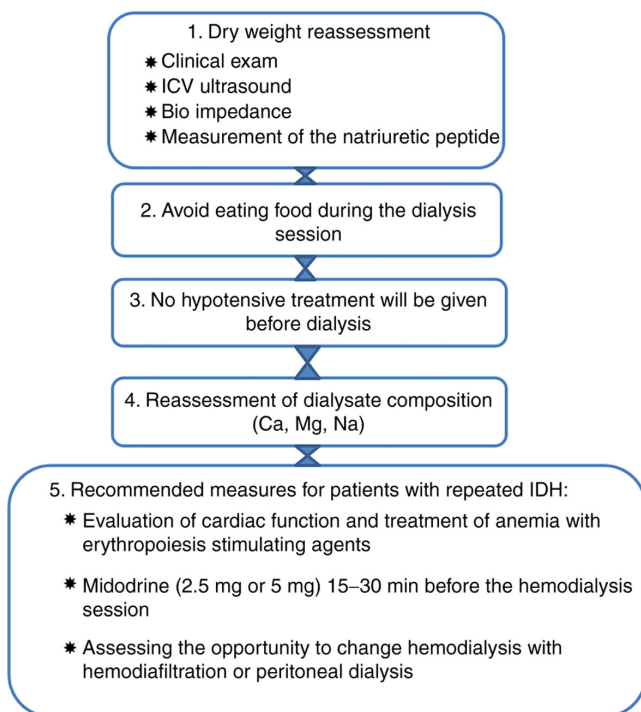 1. Dry weight reassessment
✷ Clinical exam
✷ ICV ultrasound
✷ Bio impedance
✷ Measurement of the natriuretic peptide
2. Avoid eating food during the dialysis
session
3. No hypotensive treatment will be given
before dialysis
4. Reassessment of dialysate composition
(Ca, Mg, Na)
5. Recommended measures for patients with repeated IDH:
✷ Evaluation of cardiac function and treatment of anemia with
erythropoiesis stimulating agents
✷ Midodrine (2.5 mg or 5 mg) 15–30 min before the hemodialysis
session
✷ Assessing the opportunity to change hemodialysis with
hemodiafiltration or peritoneal dialysis